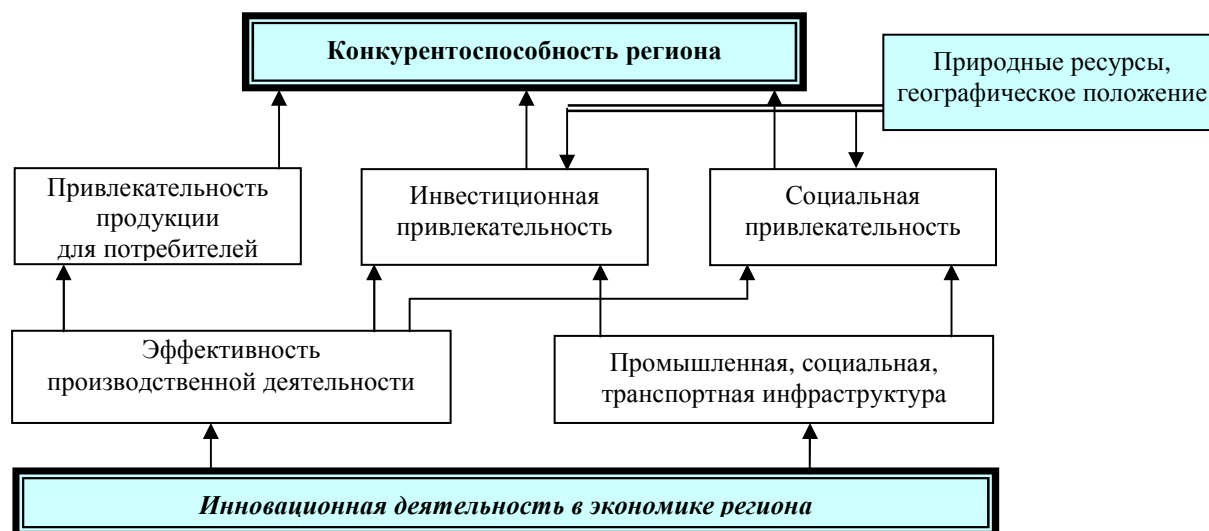 Конкурентоспособность региона
Природные ресурсы,
географическое положение
Привлекательность
продукции
для потребителей
Инвестиционная
привлекательность
Социальная
привлекательность
Эффективность
производственной деятельности
Промышленная, социальная,
транспортная инфраструктура
Инновационная деятельность в экономике региона